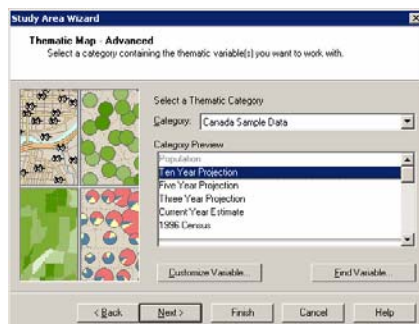 Study Area Wizard
Thematic Map - Advanced
Select a category containing the thematic variable(s) you want to work with.
Select a Thematic Category
Category: Canada Sample Data
Category Preview
Population
Ten Year Projection
Five Year Projection
Three Year Projection
Current Year Estimate
1996 Census
Customize Variable... Find Variable...
< Back Next > Finish Cancel Help